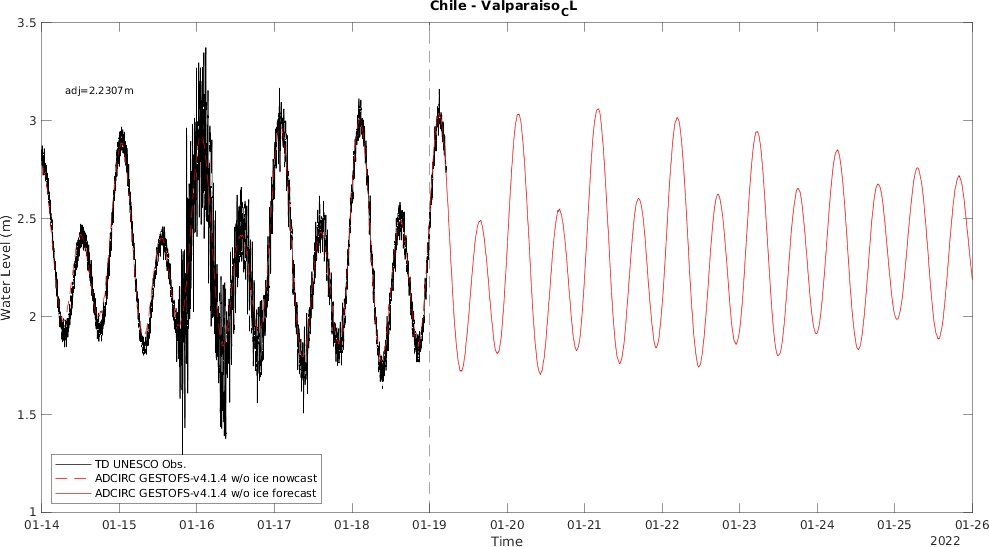 Chile - Valparaiso_CL
3.5
adj=2.2307m
3
2.5
Water Level (m)
2
1.5
TD UNESCO Obs.
ADCIRC GESTOFS-v4.1.4 w/o ice nowcast
ADCIRC GESTOFS-v4.1.4 w/o ice forecast
1
01-14 01-15 01-16 01-17 01-18 01-19 01-20 01-21 01-22 01-23 01-24 01-25 01-26
Time
2022